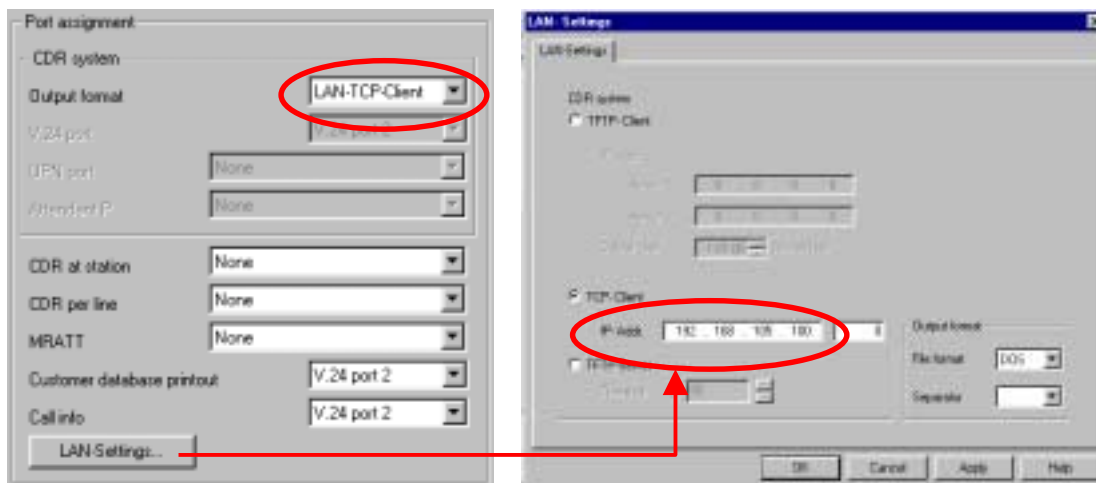 Port assignment
CDR system
Output format LAN-TCP-Client
V.24 port V.24 port 2
UPN port None
Attendent P None
CDR at station None
CDR per line None
MRATT None
Customer database printout V.24 port 2
Call info V.24 port 2
LAN-Settings...
LAN- Settings
LAN-Settings
CDR system
TFTP-Client
TCP-Client
IP-Addr. 192 . 168 . 105 . 100
Output format
File format DOS
Separator
OK Cancel Apply Help